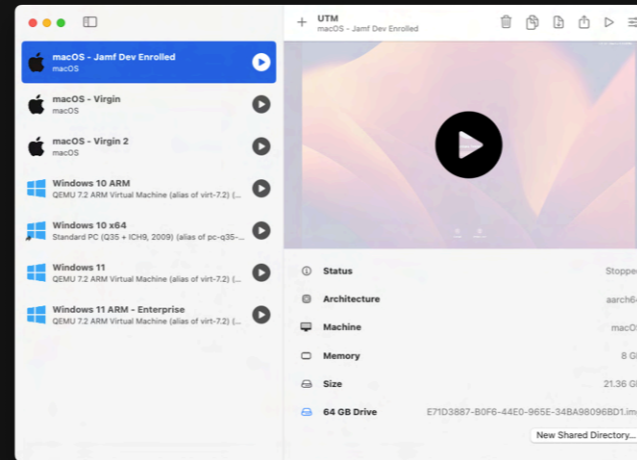 macOS - Jamf Dev Enrolled
macOS
macOS - Virgin
macOS
macOS - Virgin 2
macOS
Windows 10 ARM
QEMU 7.2 ARM Virtual Machine (alias of virt-7.2) (...
Windows 10 x64
Standard PC (Q35 + ICH9, 2009) (alias of pc-q35-...
Windows 11
QEMU 7.2 ARM Virtual Machine (alias of virt-7.2) (...
Windows 11 ARM - Enterprise
QEMU 7.2 ARM Virtual Machine (alias of virt-7.2) (...
UTM
macOS - Jamf Dev Enrolled
Status Stoppe
Architecture aarch6
Machine macO
Memory 8 G
Size 21.36 G
64 GB Drive E71D3887-B0F6-44E0-965E-34BA98096BD1.im
New Shared Directory...